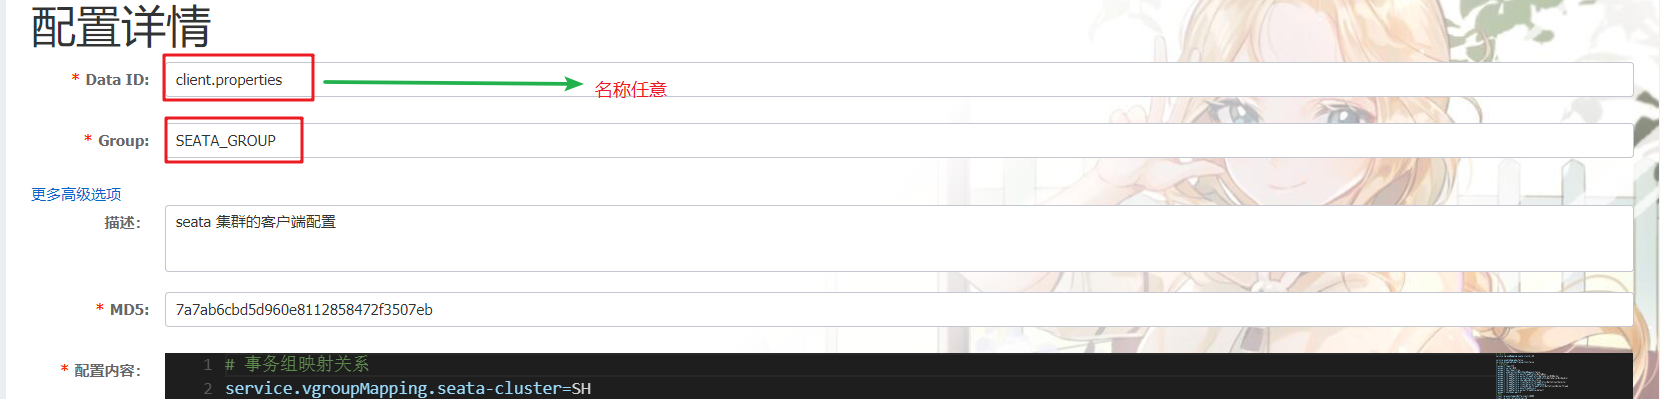 配置详情
* Data ID: client.properties
名称任意
* Group: SEATA_GROUP
更多高级选项
描述: seata 集群的客户端配置
* MD5: 7a7ab6cbd5d960e8112858472f3507eb
* 配置内容: 1 # 事务组映射关系
2 service.vgroupMapping.seata-cluster=SH